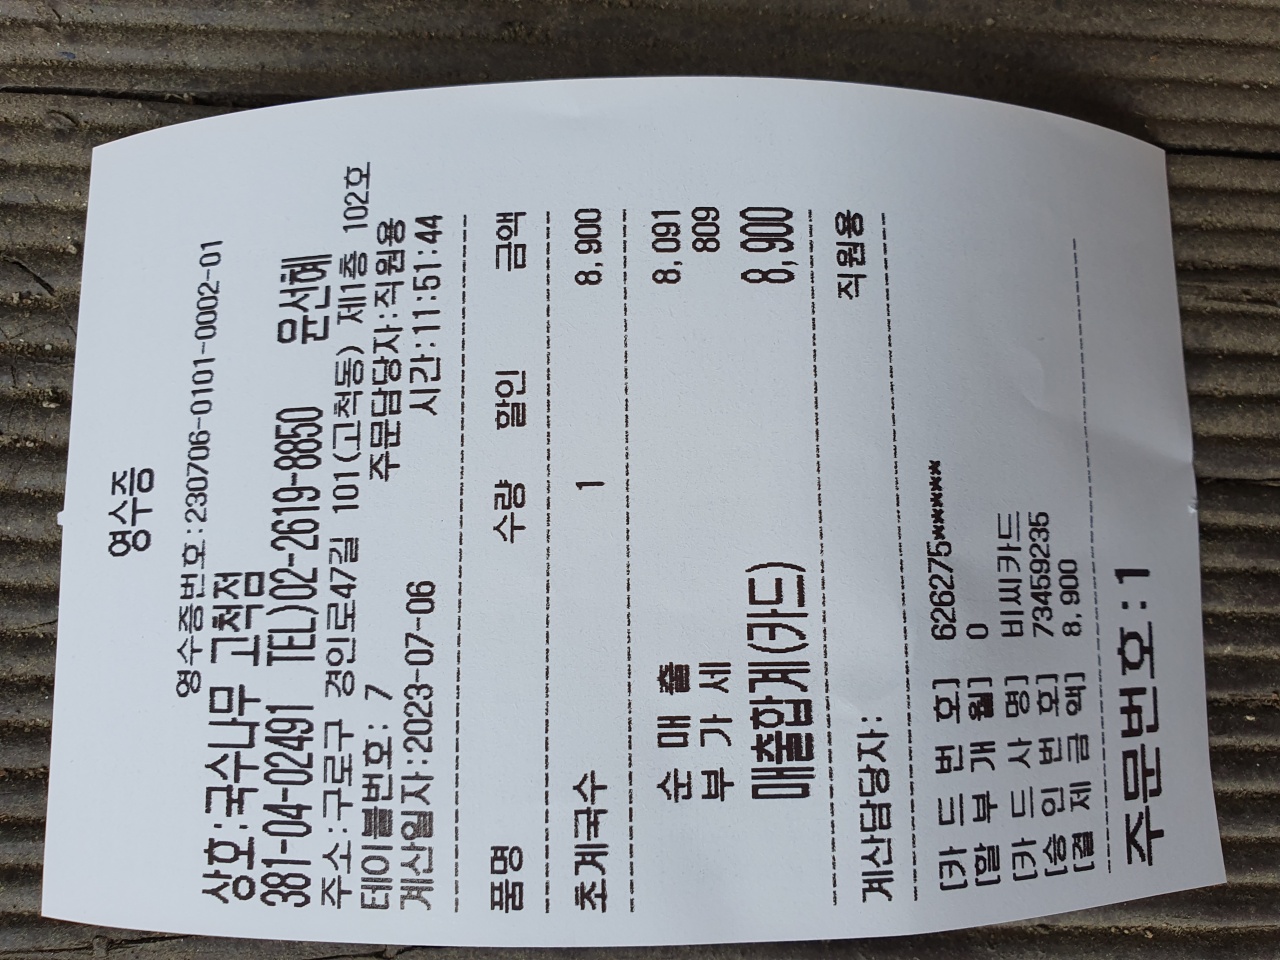 영수증
영수증번호:230706-0101-0002-01
상호:국수나무 고척점
381-04-02491 TEL)02-2619-8850 윤선혜
주소:구로구 경인로47길 101(고척동) 제1층 102호
테이블번호: 7 주문담당자:직원용
계산일자:2023-07-06 시간:11:51:44
품명 수량 할인 금액
초계국수 1 8,900
순 매 출 8,091
부 가 세 809
매출합계(카드) 8,900
계산담당자: 직원용
[카 드 번 호] 626275******
[할 부 개 월] 0
[카 드 사 명] 비씨카드
[승 인 번 호] 73459235
[결 제 금 액] 8,900
주문번호:1